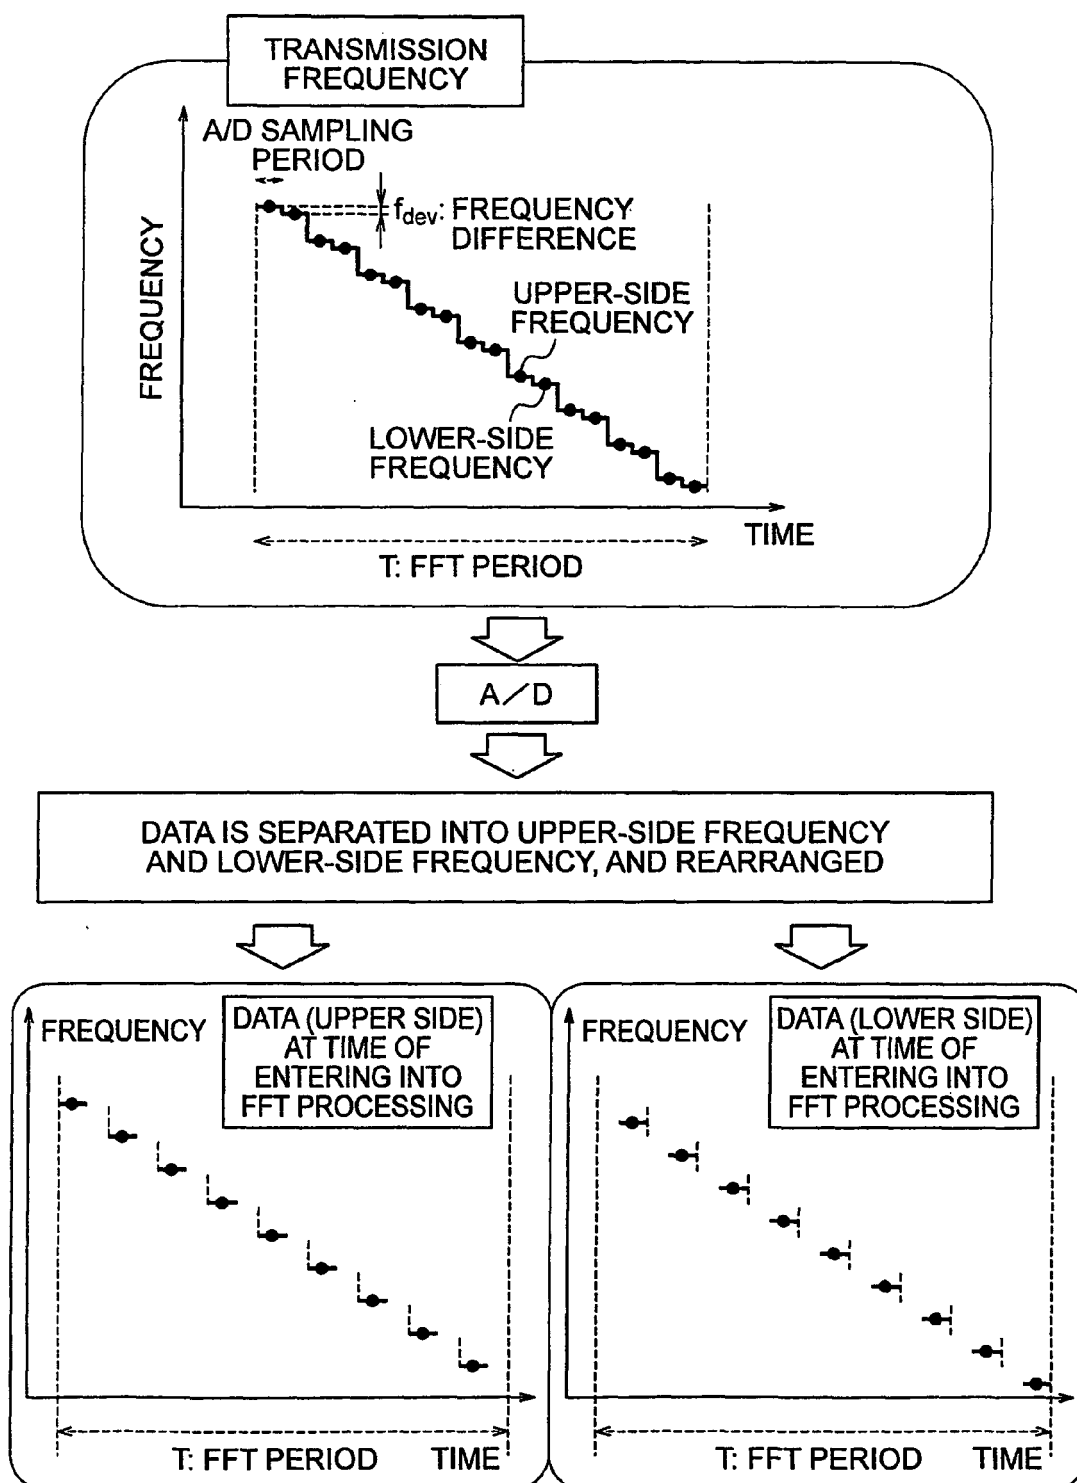 TRANSMISSION
FREQUENCY
A/D SAMPLING
PERIOD
fdev: FREQUENCY
DIFFERENCE
FREQUENCY
UPPER-SIDE
FREQUENCY
LOWER-SIDE
FREQUENCY
TIME
T: FFT PERIOD
A/D
DATA IS SEPARATED INTO UPPER-SIDE FREQUENCY
AND LOWER-SIDE FREQUENCY, AND REARRANGED
FREQUENCY
DATA (UPPER SIDE)
AT TIME OF
ENTERING INTO
FFT PROCESSING
T: FFT PERIOD
TIME
FREQUENCY
DATA (LOWER SIDE)
AT TIME OF
ENTERING INTO
FFT PROCESSING
T: FFT PERIOD
TIME